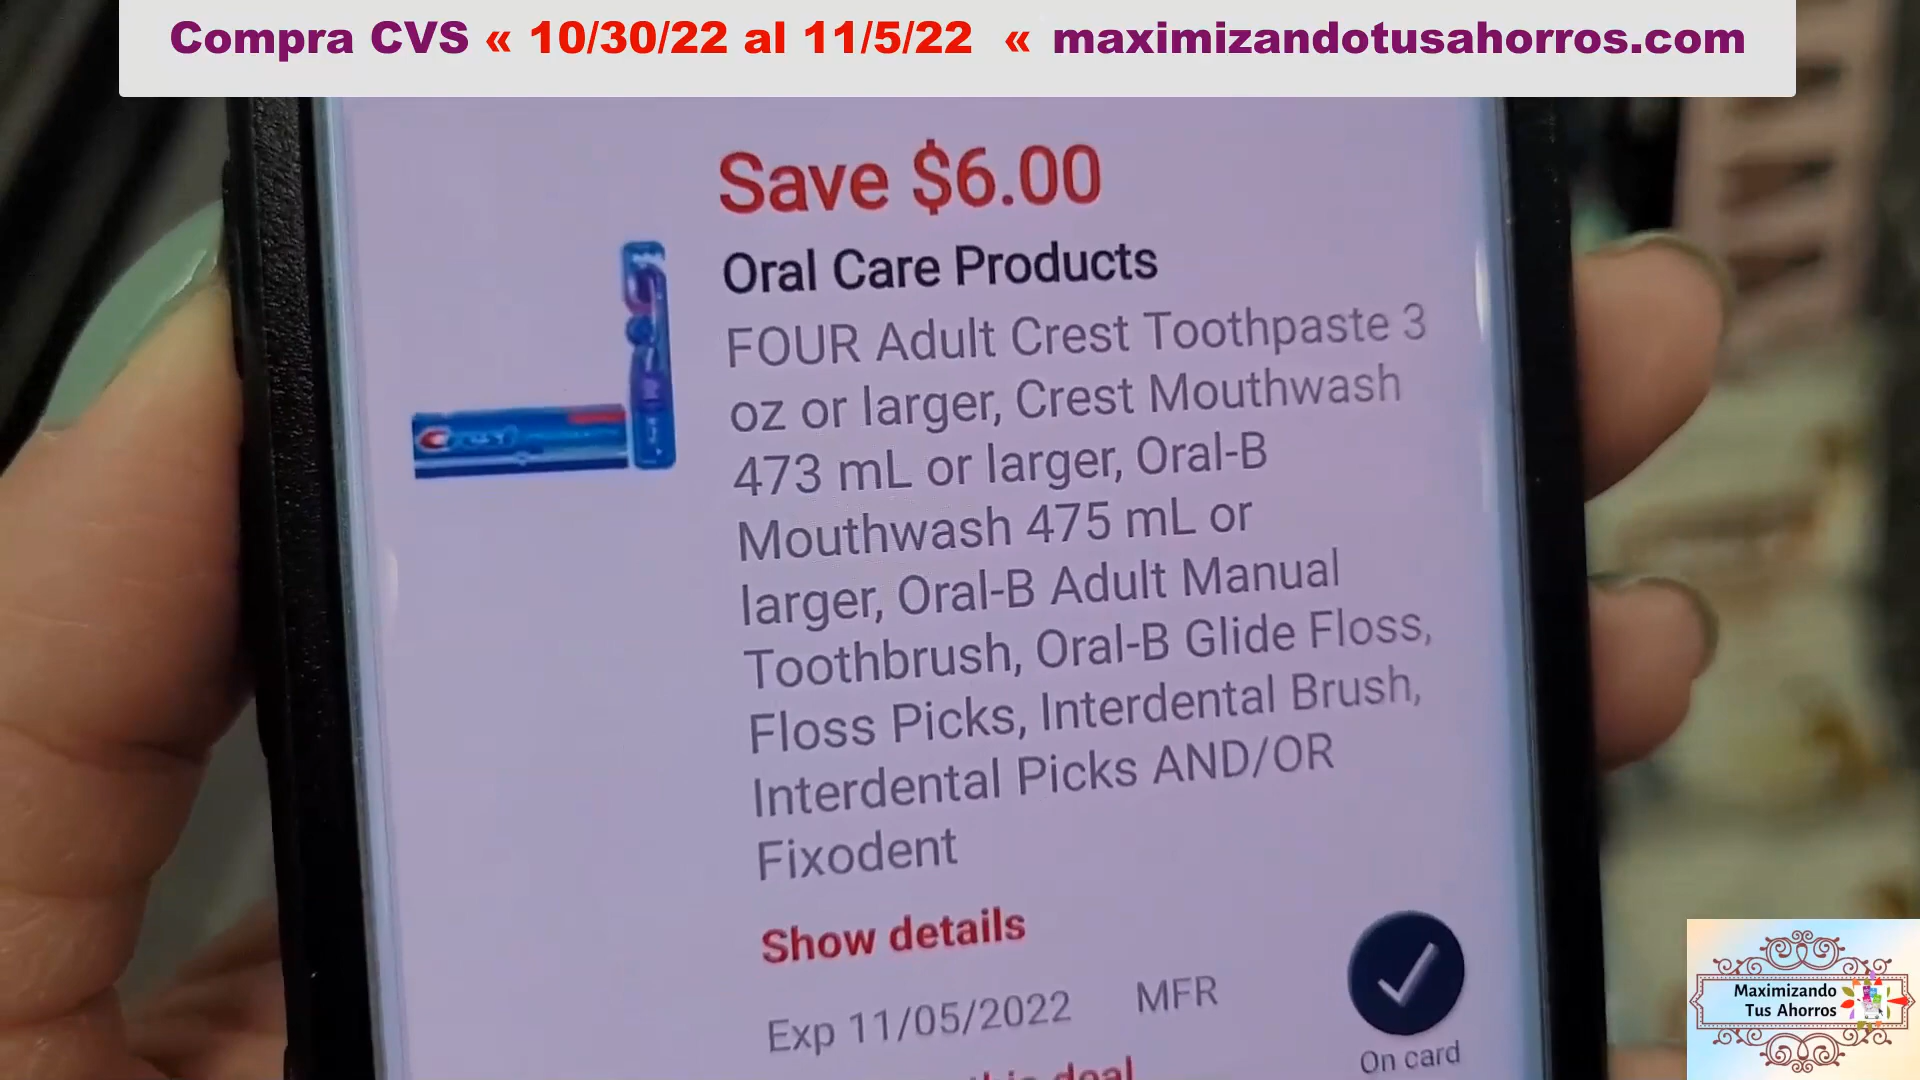 Compra CVS « 10/30/22 al 11/5/22 « maximizandotusahorros.com
Save $6.00
Oral Care Products
FOUR Adult Crest Toothpaste 3
oz or larger, Crest Mouthwash
473 mL or larger, Oral-B
Mouthwash 475 mL or
larger, Oral-B Adult Manual
Toothbrush, Oral-B Glide Floss,
Floss Picks, Interdental Brush,
Interdental Picks AND/OR
Fixodent
Show details
Exp 11/05/2022 MFR
On card
this deal
Maximizando
Tus Ahorros